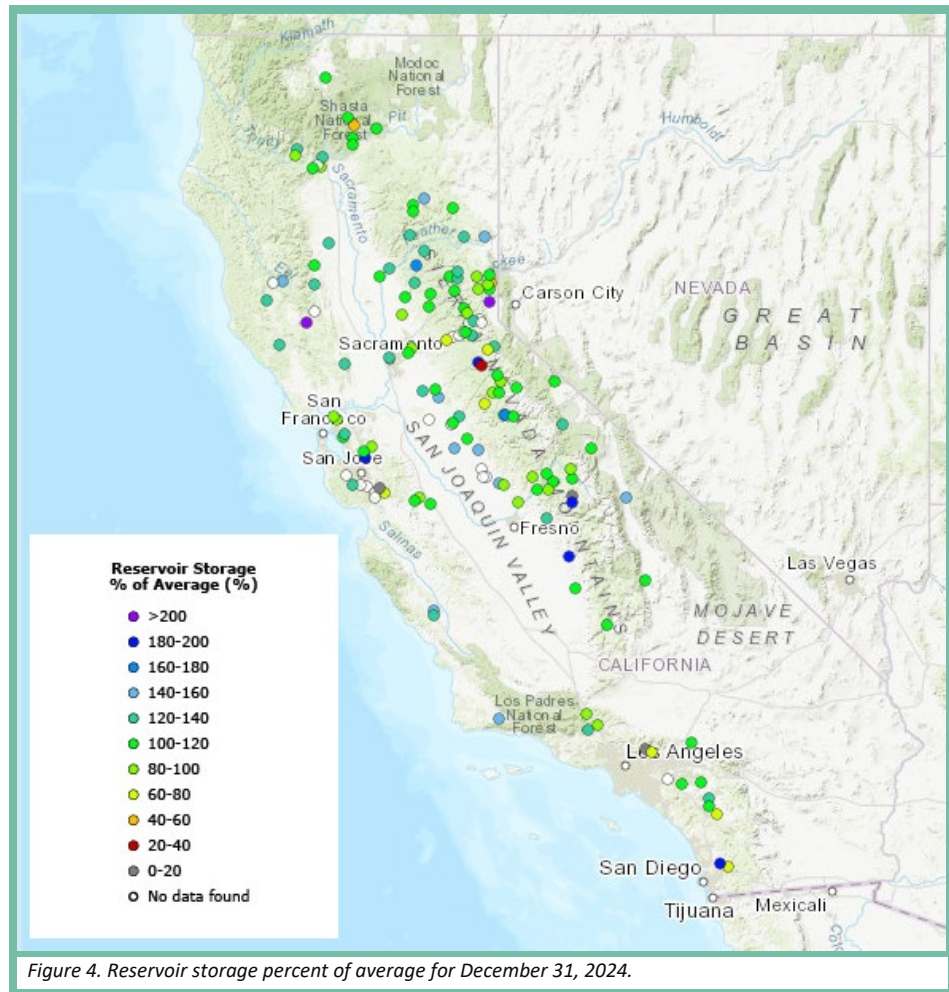 Klamath
Modoc
National
Forest
Shasta
National
Forest
Pit
Trinity
Humboldt
Sacramento
Feather
Eel
ckee
Carson City
NEVADA
GREAT
BASIN
Sacramento
San
Francisco
San Jose
SAN JOAQUIN VALLEY
Fresno
Salinas
Las Vegas
MOJAVE
DESERT
CALIFORNIA
Los Padres
National
Forest
Los Angeles
San Diego
Tijuana
Mexicali
Reservoir Storage
% of Average (%)
>200
180-200
160-180
140-160
120-140
100-120
80-100
60-80
40-60
20-40
0-20
No data found
Figure 4. Reservoir storage percent of average for December 31, 2024.